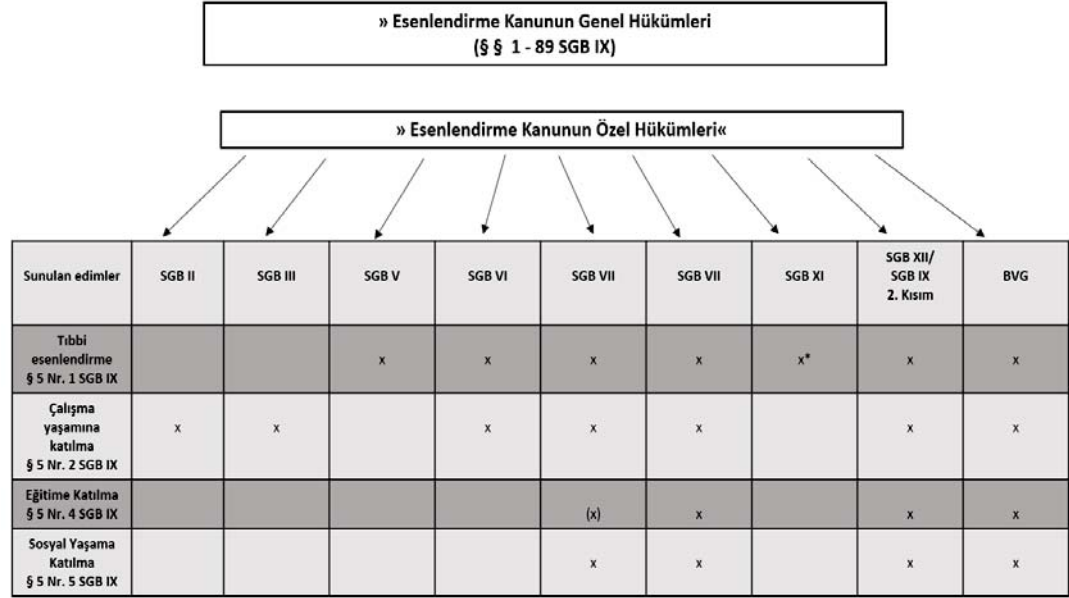 » Esenlendirme Kanunun Genel Hükümleri
(§ § 1 - 89 SGB IX)
» Esenlendirme Kanunun Özel Hükümleri«
Sunulan edimler SGB II SGB III SGB V SGB VI SGB VII SGB VII SGB XI SGB XII/
SGB IX
2. Kısım BVG
Tıbbi
esenlendirme
§ 5 Nr. 1 SGB IX x x x x x* x x
Çalışma
yaşamına
katılma
§ 5 Nr. 2 SGB IX x x x x x x x
Eğitime Katılma
§ 5 Nr. 4 SGB IX (x) x x x
Sosyal Yaşama
Katılma
§ 5 Nr. 5 SGB IX x x x x